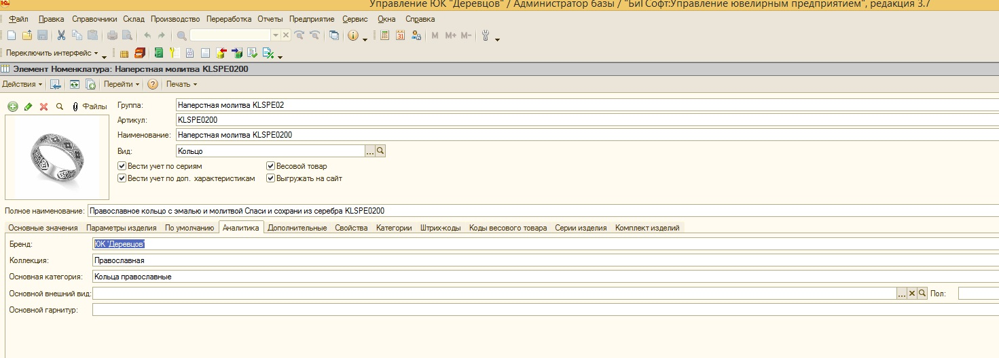 Управление ЮК "Деревцов" / Администратор базы / "БиГСофт:Управление ювелирным предприятием", редакция 3.7
Файл Правка Справочники Склад Производство Переработка Отчеты Предприятие Сервис Окна Справка
M M+ M-
Переключить интерфейс
Элемент Номенклатура: Наперстная молитва KLSPE0200
Действия Перейти Печать
Файлы
Группа: Наперстная молитва KLSPE02
Артикул: KLSPE0200
Наименование: Наперстная молитва KLSPE0200
Вид: Кольцо ...
Вести учет по сериям Весовой товар
Вести учет по доп. характеристикам Выгружать на сайт
Полное наименование: Православное кольцо с эмалью и молитвой Спаси и сохрани из серебра KLSPE0200
Основные значения Параметры изделия По умолчанию Аналитика Дополнительные Свойства Категории Штрих-коды Коды весового товара Серии изделия Комплект изделий
Бренд: ЮК "Деревцов"
Коллекция: Православная
Основная категория: Кольца православные
Основной внешний вид: ... Пол:
Основной гарнитур: